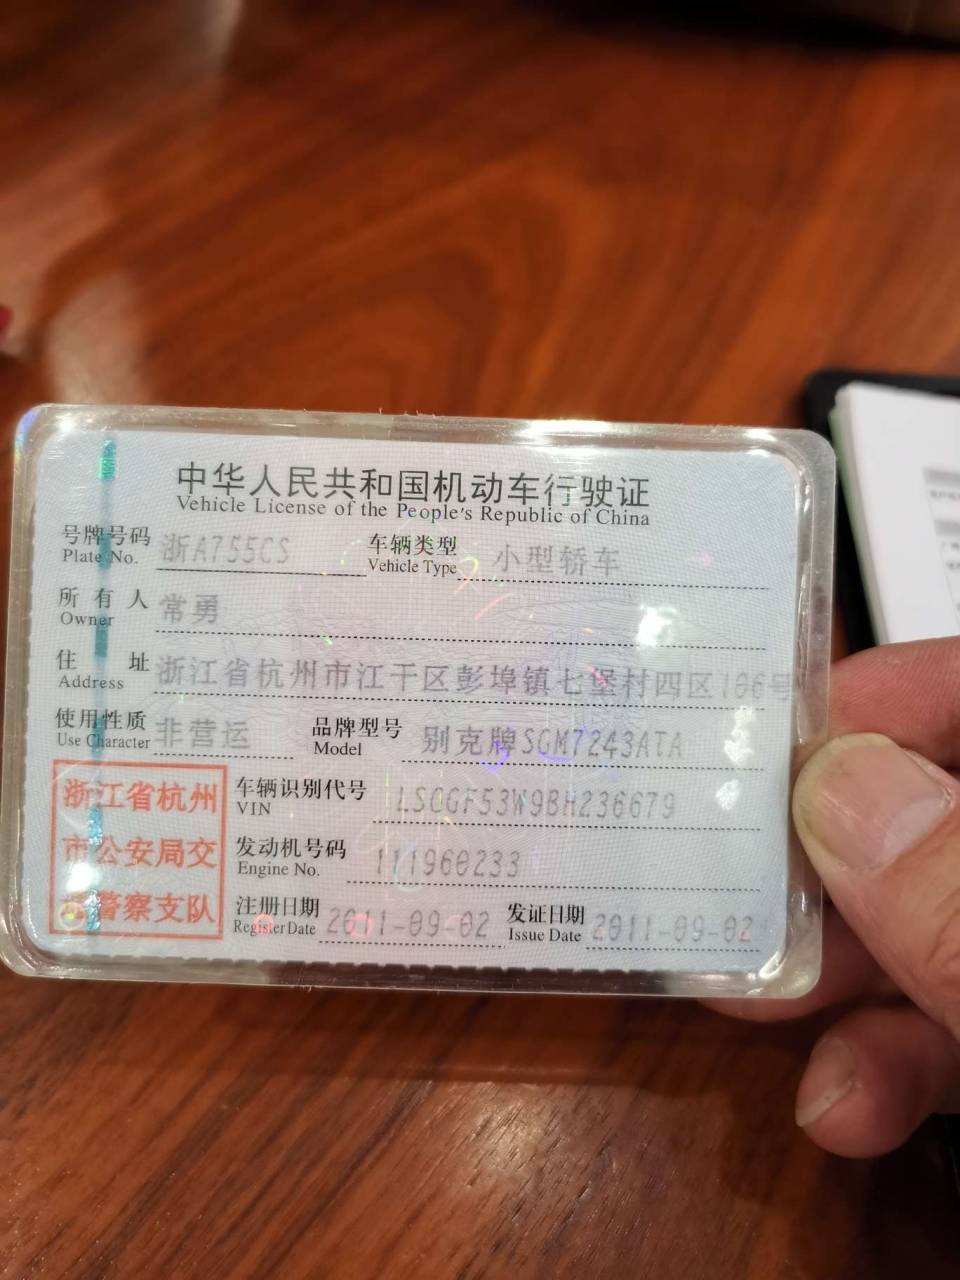 中华人民共和国机动车行驶证
Vehicle License of the People's Republic of China
号牌号码 浙A755CS 车辆类型 小型轿车
Plate No. Vehicle Type
所有人 常勇
Owner
住址 浙江省杭州市江干区彭埠镇七堡村四区106号
Address
使用性质 非营运 品牌型号 别克牌SGM7243ATA
Use Character Model
浙江省杭州 车辆识别代号 LSGGF53W9BH236679
VIN
市公安局交 发动机号码 111960233
Engine No.
警察支队 注册日期 2011-09-02 发证日期 2011-09-02
Register Date Issue Date